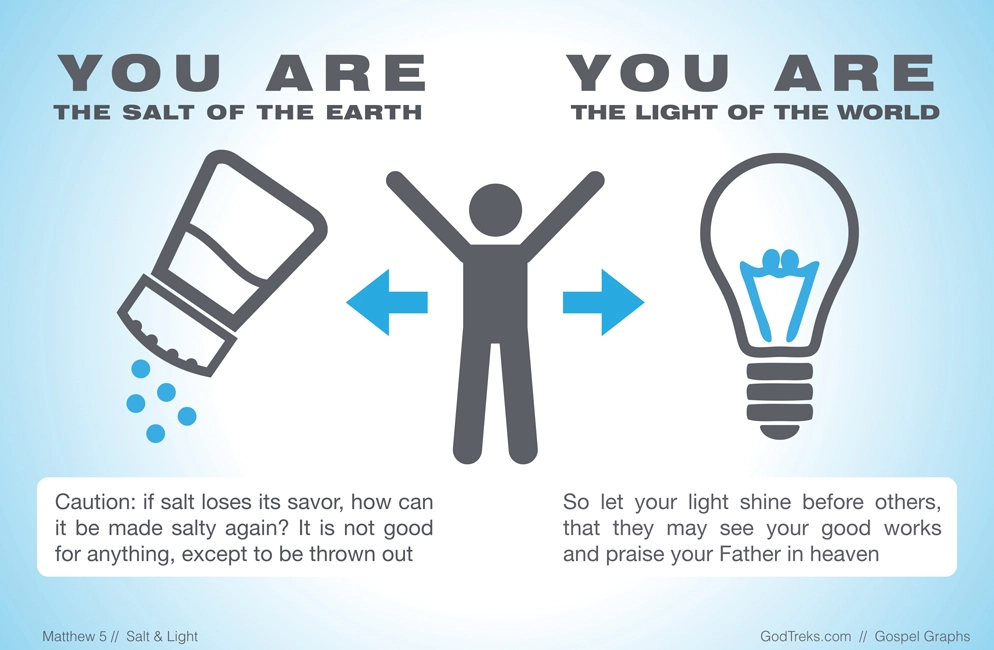 YOU ARE
THE SALT OF THE EARTH
YOU ARE
THE LIGHT OF THE WORLD
Caution: if salt loses its savor, how can
it be made salty again? It is not good
for anything, except to be thrown out
So let your light shine before others,
that they may see your good works
and praise your Father in heaven
Matthew 5 // Salt & Light
GodTreks.com // Gospel Graphs